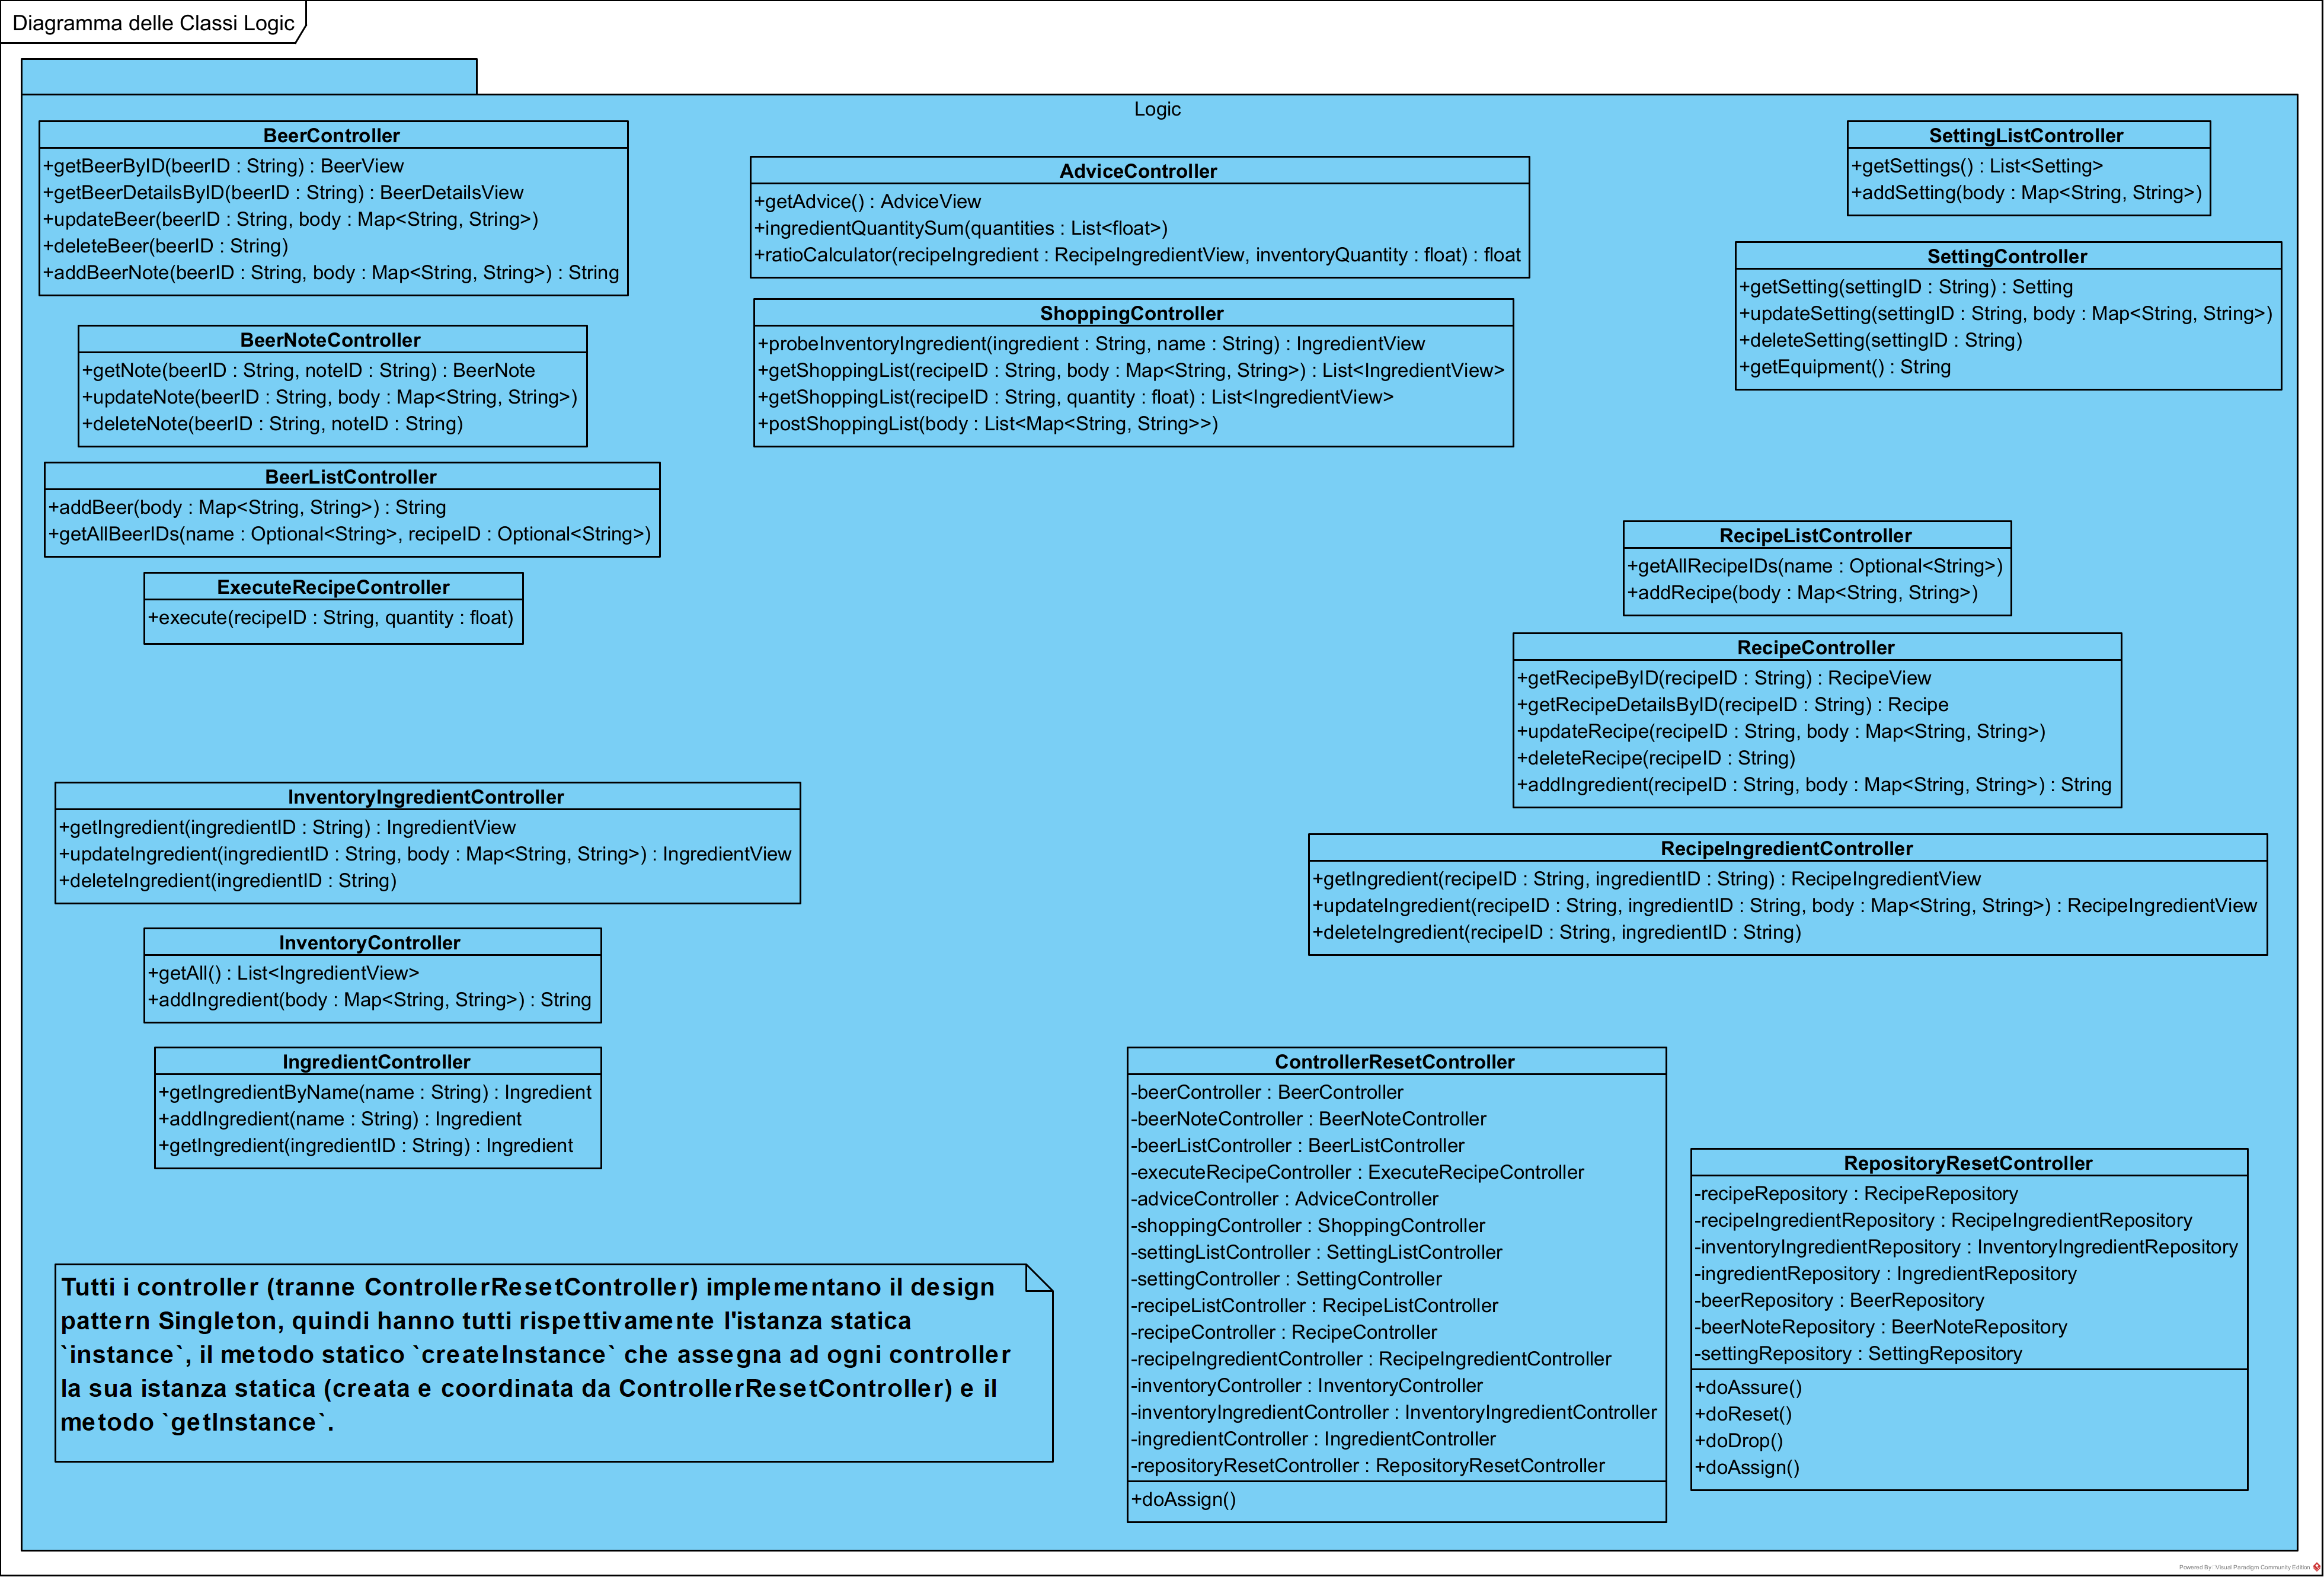 Diagramma delle Classi Logic
Logic
BeerController
+getBeerByID(beerID : String) : BeerView
+getBeerDetailsByID(beerID : String) : BeerDetailsView
+updateBeer(beerID : String, body : Map<String, String>)
+deleteBeer(beerID : String)
+addBeerNote(beerID : String, body : Map<String, String>) : String
BeerNoteController
+getNote(beerID : String, noteID : String) : BeerNote
+updateNote(beerID : String, body : Map<String, String>)
+deleteNote(beerID : String, noteID : String)
BeerListController
+addBeer(body : Map<String, String>) : String
+getAllBeerIDs(name : Optional<String>, recipeID : Optional<String>)
ExecuteRecipeController
+execute(recipeID : String, quantity : float)
AdviceController
+getAdvice() : AdviceView
+ingredientQuantitySum(quantities : List<float>)
+ratioCalculator(recipeIngredient : RecipeIngredientView, inventoryQuantity : float) : float
ShoppingController
+probeInventoryIngredient(ingredient : String, name : String) : IngredientView
+getShoppingList(recipeID : String, body : Map<String, String>) : List<IngredientView>
+getShoppingList(recipeID : String, quantity : float) : List<IngredientView>
+postShoppingList(body : List<Map<String, String>>)
SettingListController
+getSettings() : List<Setting>
+addSetting(body : Map<String, String>)
SettingController
+getSetting(settingID : String) : Setting
+updateSetting(settingID : String, body : Map<String, String>)
+deleteSetting(settingID : String)
+getEquipment() : String
RecipeListController
+getAllRecipeIDs(name : Optional<String>)
+addRecipe(body : Map<String, String>)
RecipeController
+getRecipeByID(recipeID : String) : RecipeView
+getRecipeDetailsByID(recipeID : String) : Recipe
+updateRecipe(recipeID : String, body : Map<String, String>)
+deleteRecipe(recipeID : String)
+addIngredient(recipeID : String, body : Map<String, String>) : String
RecipeIngredientController
+getIngredient(recipeID : String, ingredientID : String) : RecipeIngredientView
+updateIngredient(recipeID : String, ingredientID : String, body : Map<String, String>) : RecipeIngredientView
+deleteIngredient(recipeID : String, ingredientID : String)
InventoryIngredientController
+getIngredient(ingredientID : String) : IngredientView
+updateIngredient(ingredientID : String, body : Map<String, String>) : IngredientView
+deleteIngredient(ingredientID : String)
InventoryController
+getAll() : List<IngredientView>
+addIngredient(body : Map<String, String>) : String
IngredientController
+getIngredientByName(name : String) : Ingredient
+addIngredient(name : String) : Ingredient
+getIngredient(ingredientID : String) : Ingredient
Tutti i controller (tranne ControllerResetController) implementano il design
pattern Singleton, quindi hanno tutti rispettivamente l'istanza statica
`instance`, il metodo statico `createInstance` che assegna ad ogni controller
la sua istanza statica (creata e coordinata da ControllerResetController) e il
metodo `getInstance`.
ControllerResetController
-beerController : BeerController
-beerNoteController : BeerNoteController
-beerListController : BeerListController
-executeRecipeController : ExecuteRecipeController
-adviceController : AdviceController
-shoppingController : ShoppingController
-settingListController : SettingListController
-settingController : SettingController
-recipeListController : RecipeListController
-recipeController : RecipeController
-recipeIngredientController : RecipeIngredientController
-inventoryController : InventoryController
-inventoryIngredientController : InventoryIngredientController
-ingredientController : IngredientController
-repositoryResetController : RepositoryResetController
+doAssign()
RepositoryResetController
-recipeRepository : RecipeRepository
-recipeIngredientRepository : RecipeIngredientRepository
-inventoryIngredientRepository : InventoryIngredientRepository
-ingredientRepository : IngredientRepository
-beerRepository : BeerRepository
-beerNoteRepository : BeerNoteRepository
-settingRepository : SettingRepository
+doAssure()
+doReset()
+doDrop()
+doAssign()
Powered By: Visual Paradigm Community Edition